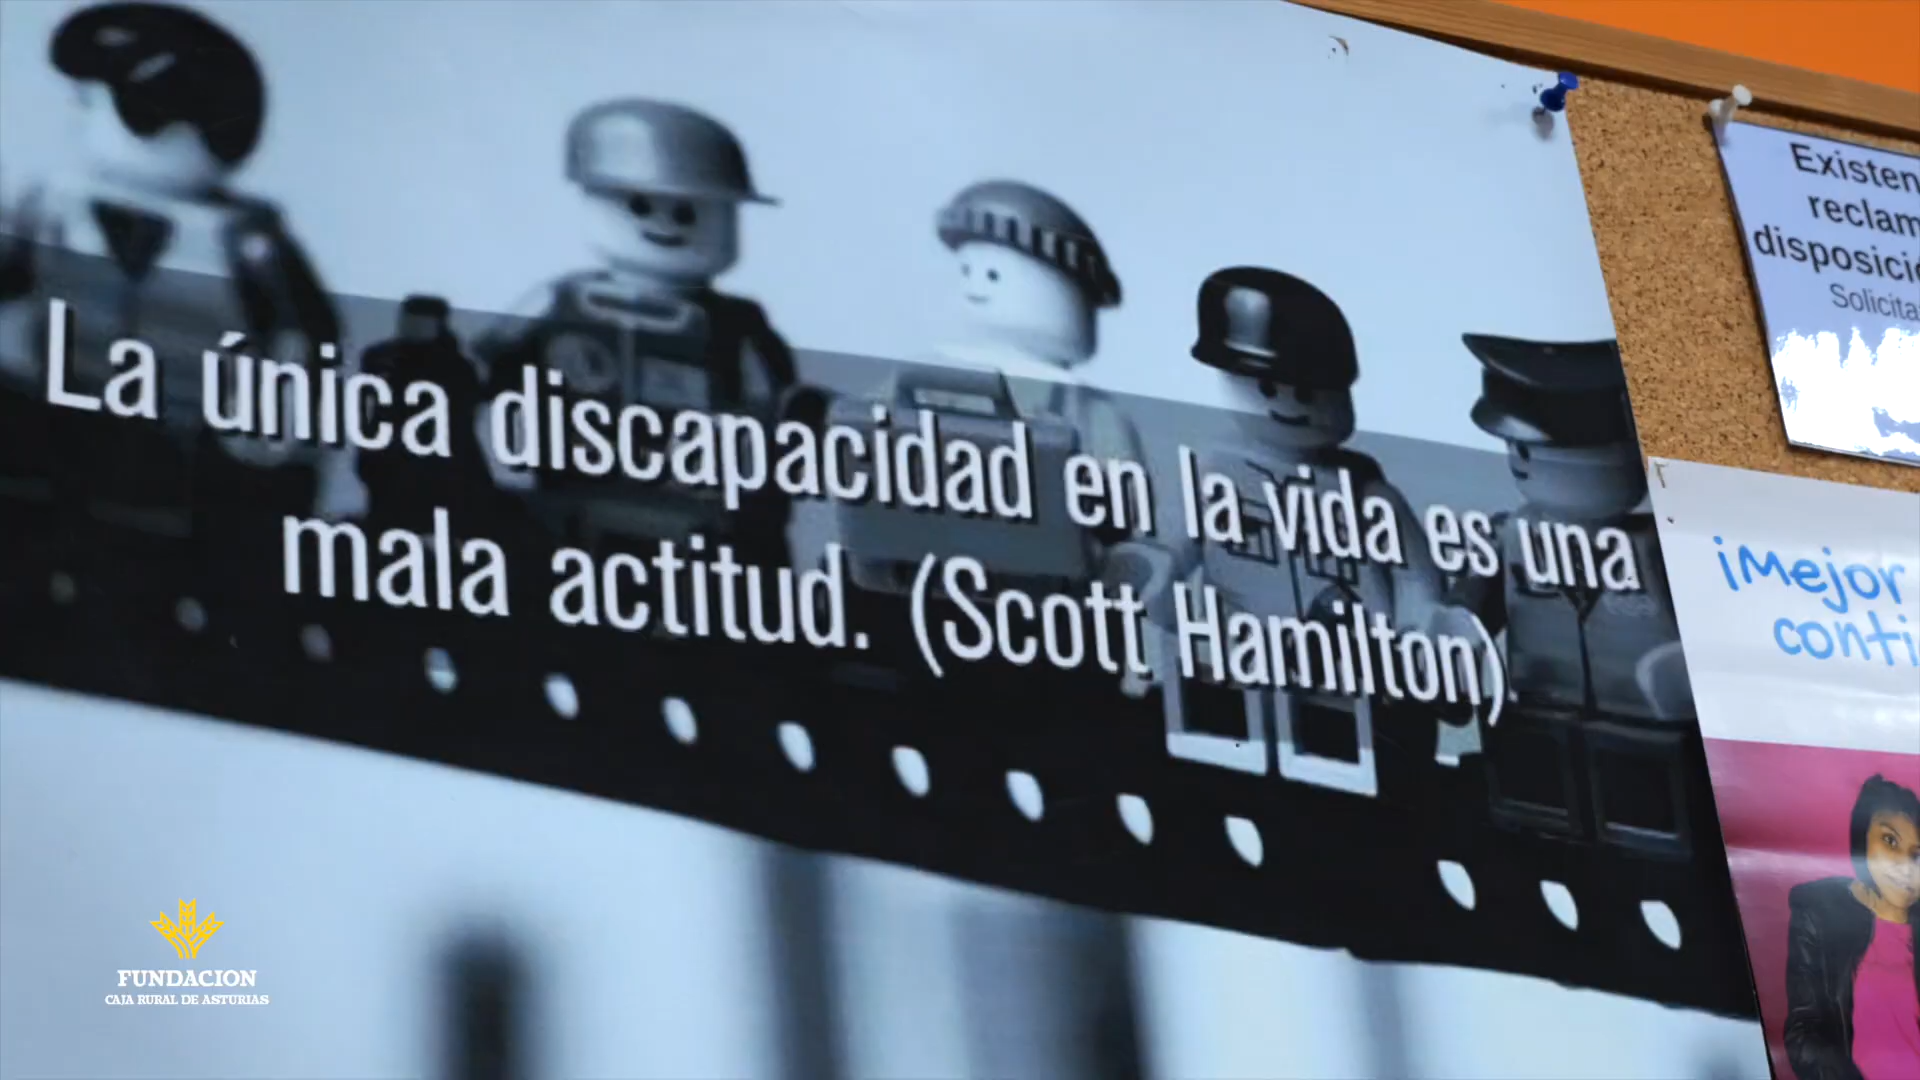 La única discapacidad en la vida es una
mala actitud. (Scott Hamilton).
Existen
reclam
disposició
Solicita
¡Mejor
conti
FUNDACION
CAJA RURAL DE ASTURIAS